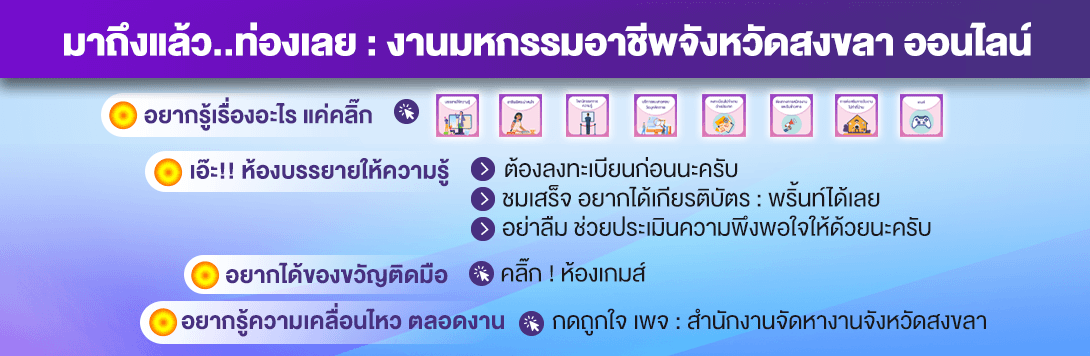 มาถึงแล้ว..ท่องเลย : งานมหกรรมอาชีพจังหวัดสงขลา ออนไลน์
อยากรู้เรื่องอะไร แค่คลิ๊ก
เอ๊ะ!! ห้องบรรยายให้ความรู้
ต้องลงทะเบียนก่อนนะครับ
ชมเสร็จ อยากได้เกียรติบัตร : พริ้นท์ได้เลย
อย่าลืม ช่วยประเมินความพึงพอใจให้ด้วยนะครับ
อยากได้ของขวัญติดมือ คลิ๊ก ! ห้องเกมส์
อยากรู้ความเคลื่อนไหว ตลอดงาน กดถูกใจ เพจ : สำนักงานจัดหางานจังหวัดสงขลา